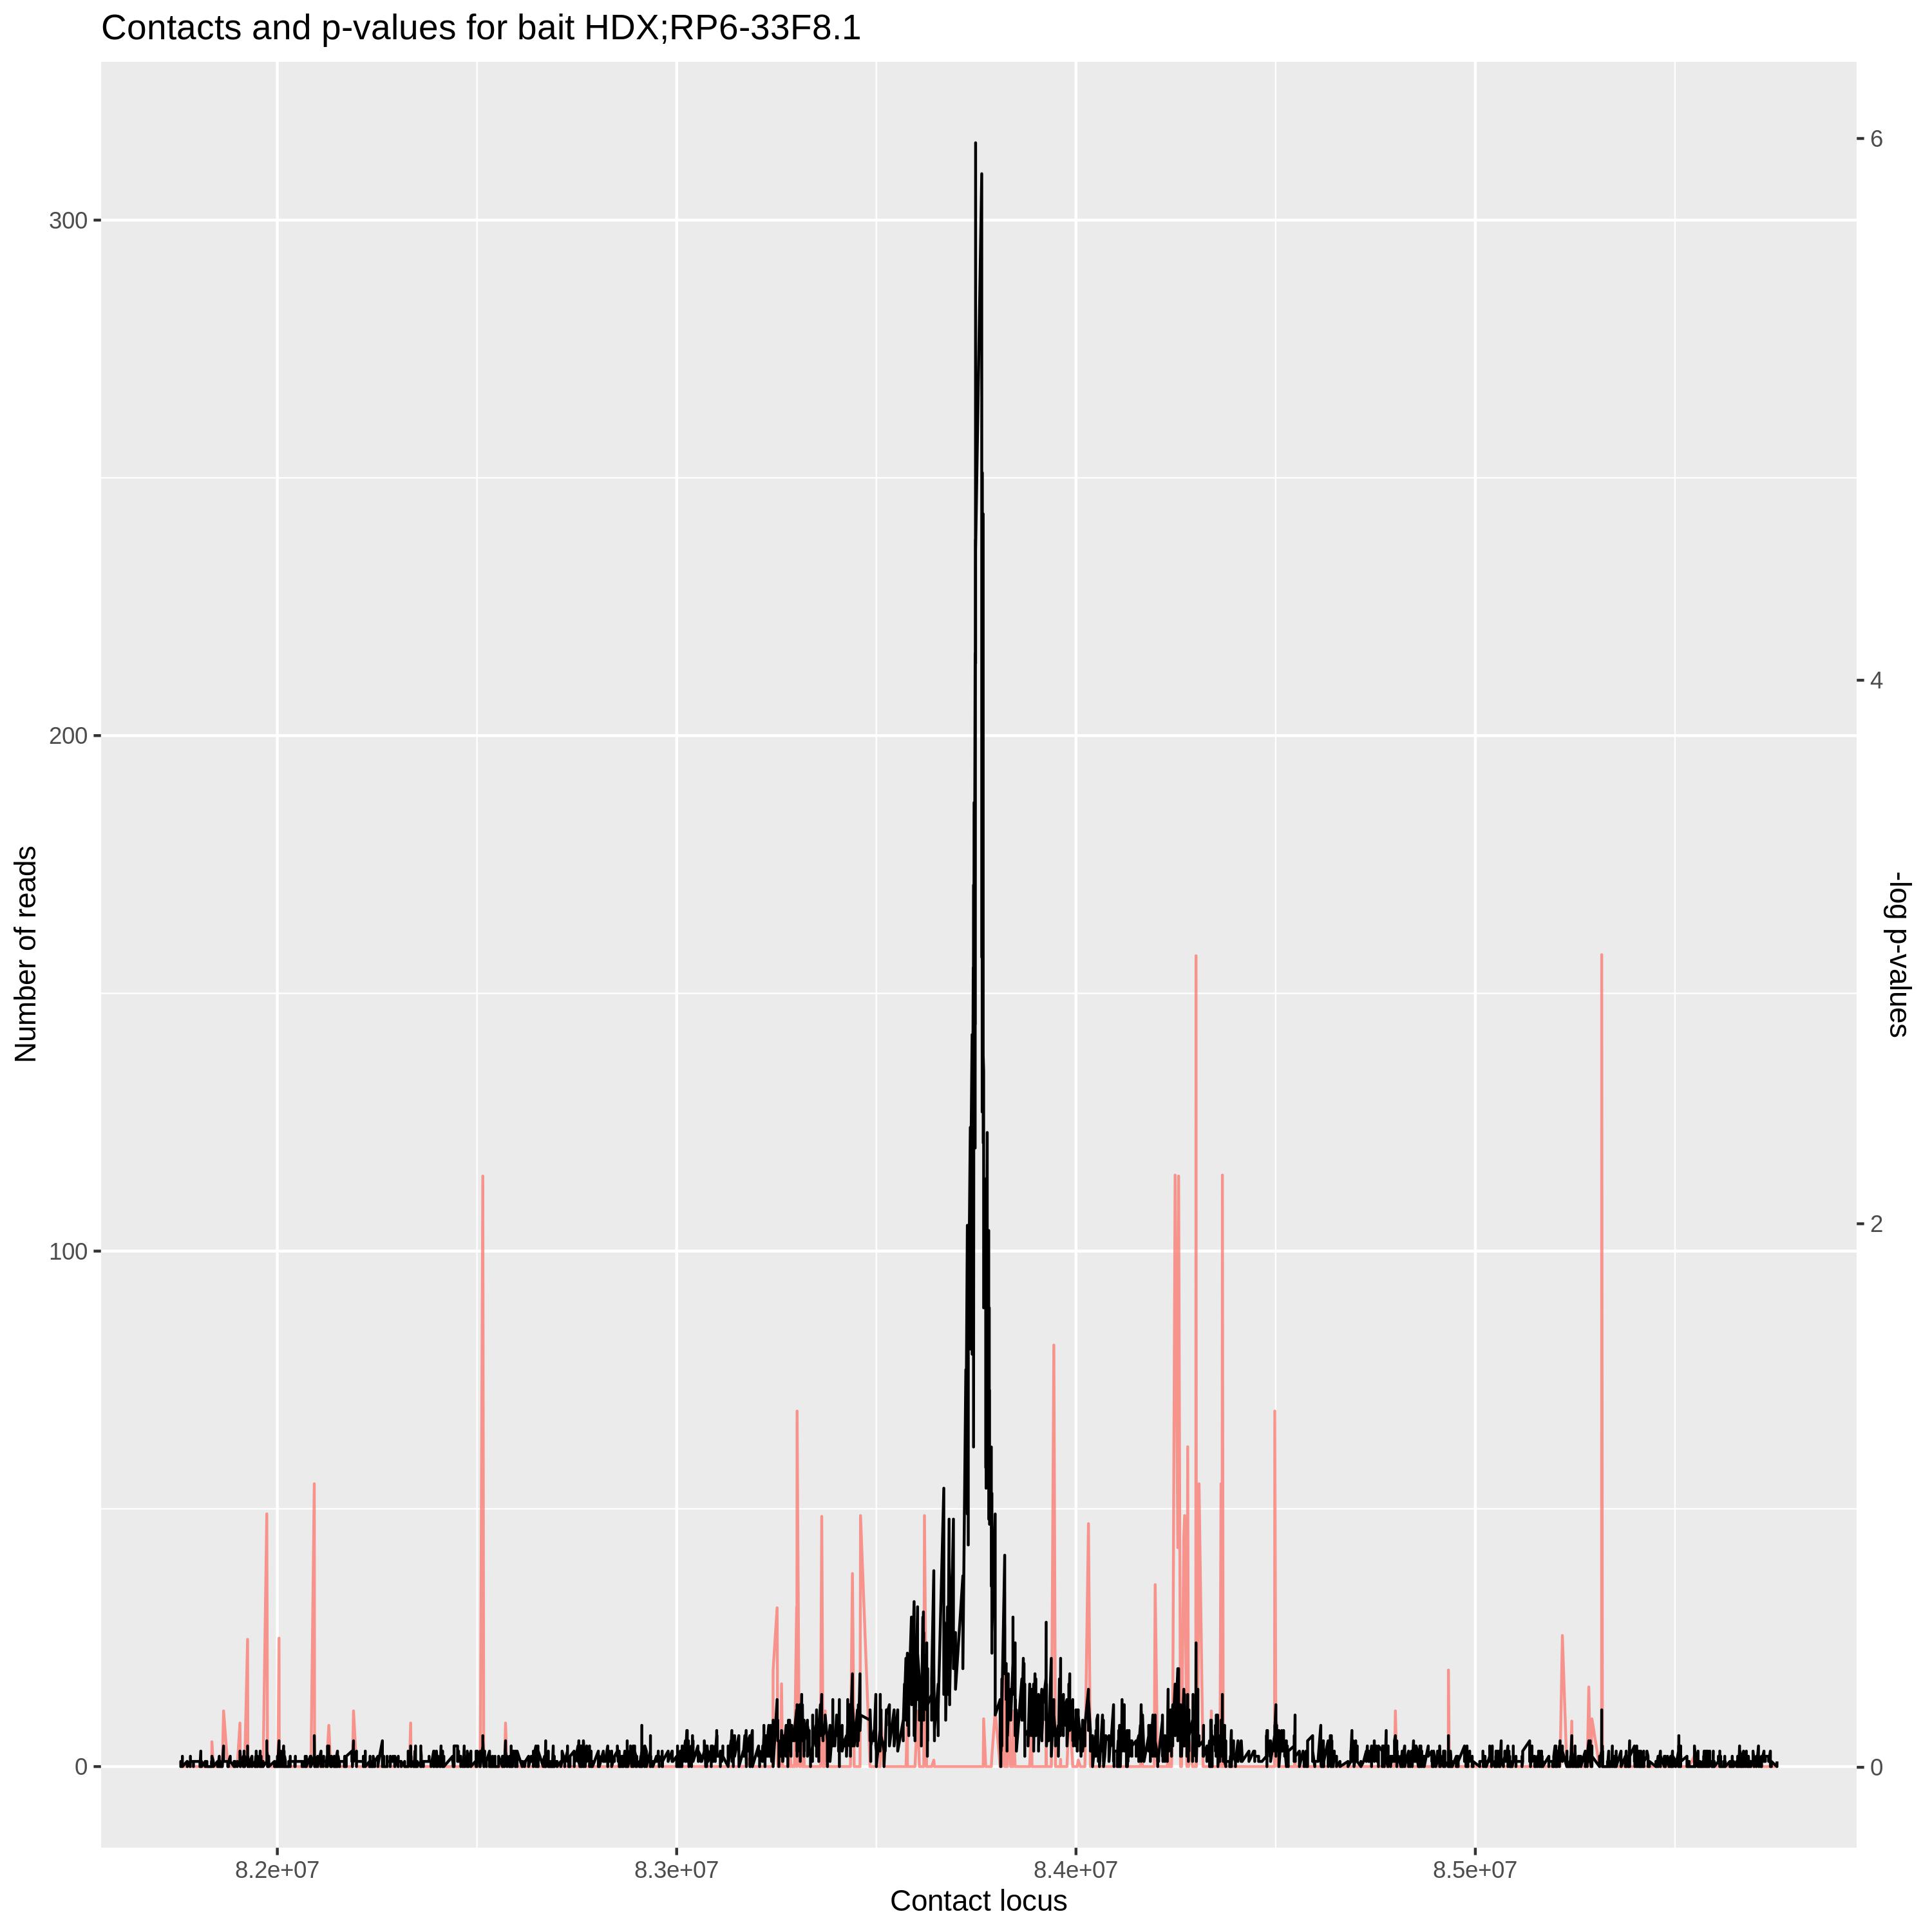 Contacts and p-values for bait HDX;RP6-33F8.1
300
200
100
0
Number of reads
6
4
2
0
-log p-values
8.2e+07
8.3e+07
8.4e+07
8.5e+07
Contact locus